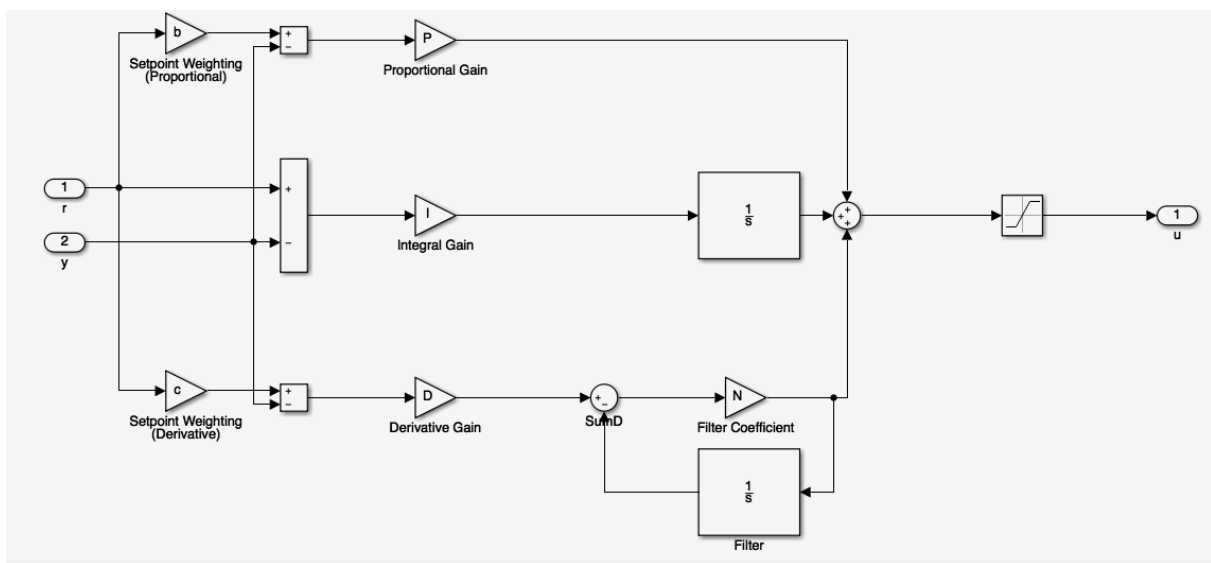 b
+
−
Setpoint Weighting
(Proportional)
P
Proportional Gain
1
r
+
I
Integral Gain
1
s
+
+
+
1
u
2
y
−
c
+
−
Setpoint Weighting
(Derivative)
D
Derivative Gain
+
−
SumD
N
Filter Coefficient
1
s
Filter